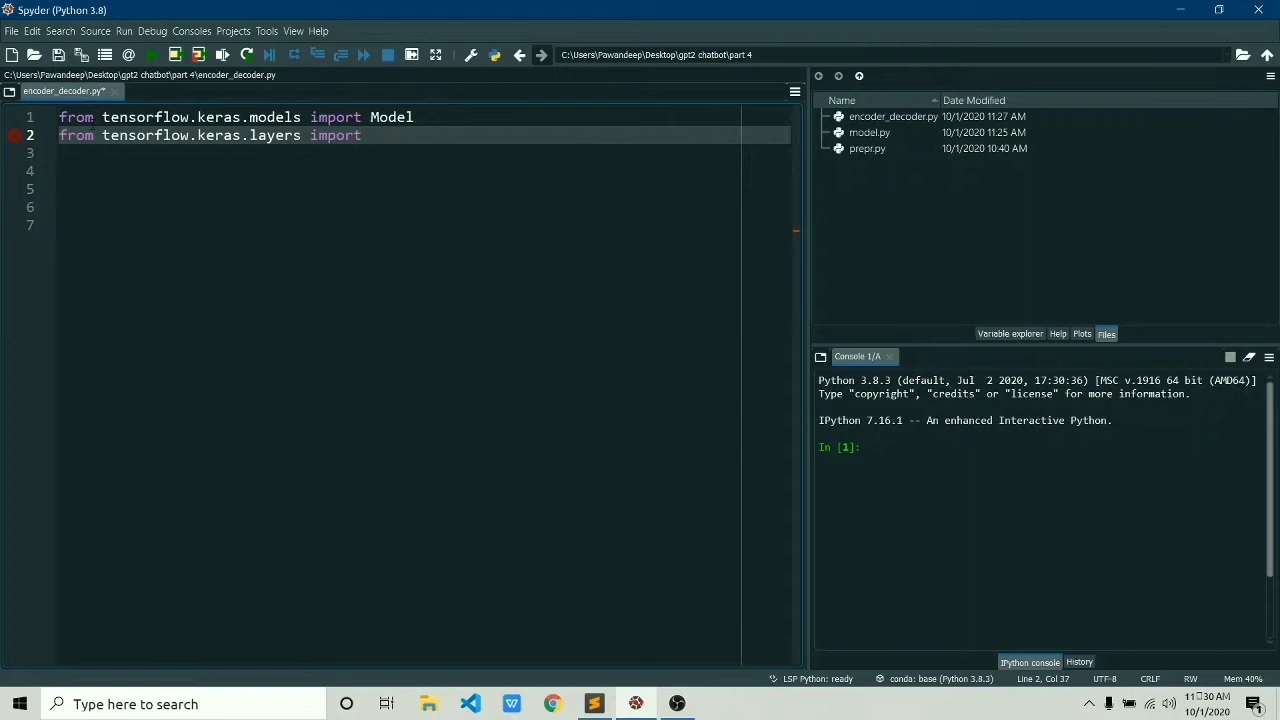 Spyder (Python 3.8)
File Edit Search Source Run Debug Consoles Projects Tools View Help
C:\Users\Pawandeep\Desktop\gpt2 chatbot\part 4
C:\Users\Pawandeep\Desktop\gpt2 chatbot\part 4\encoder_decoder.py
encoder_decoder.py*
1 from tensorflow.keras.models import Model
2 from tensorflow.keras.layers import
3
4
5
6
7
Name Date Modified
encoder_decoder.py 10/1/2020 11:27 AM
model.py 10/1/2020 11:25 AM
prepr.py 10/1/2020 10:40 AM
Variable explorer Help Plots Files
Console 1/A
Python 3.8.3 (default, Jul  2 2020, 17:30:36) [MSC v.1916 64 bit (AMD64)]
Type "copyright", "credits" or "license" for more information.
IPython 7.16.1 -- An enhanced Interactive Python.
In [1]:
IPython console History
LSP Python: ready conda: base (Python 3.8.3) Line 2, Col 37 UTF-8 CRLF RW Mem 40%
Type here to search
11:30 AM
10/1/2020
1